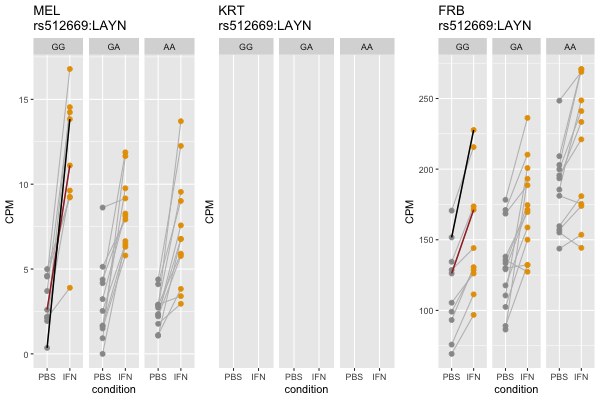 MEL
rs512669:LAYN
GG GA AA
CPM
15
10
5
0
PBS IFN PBS IFN PBS IFN
condition
KRT
rs512669:LAYN
GG GA AA
CPM
PBS IFN PBS IFN PBS IFN
condition
FRB
rs512669:LAYN
GG GA AA
CPM
250
200
150
100
PBS IFN PBS IFN PBS IFN
condition